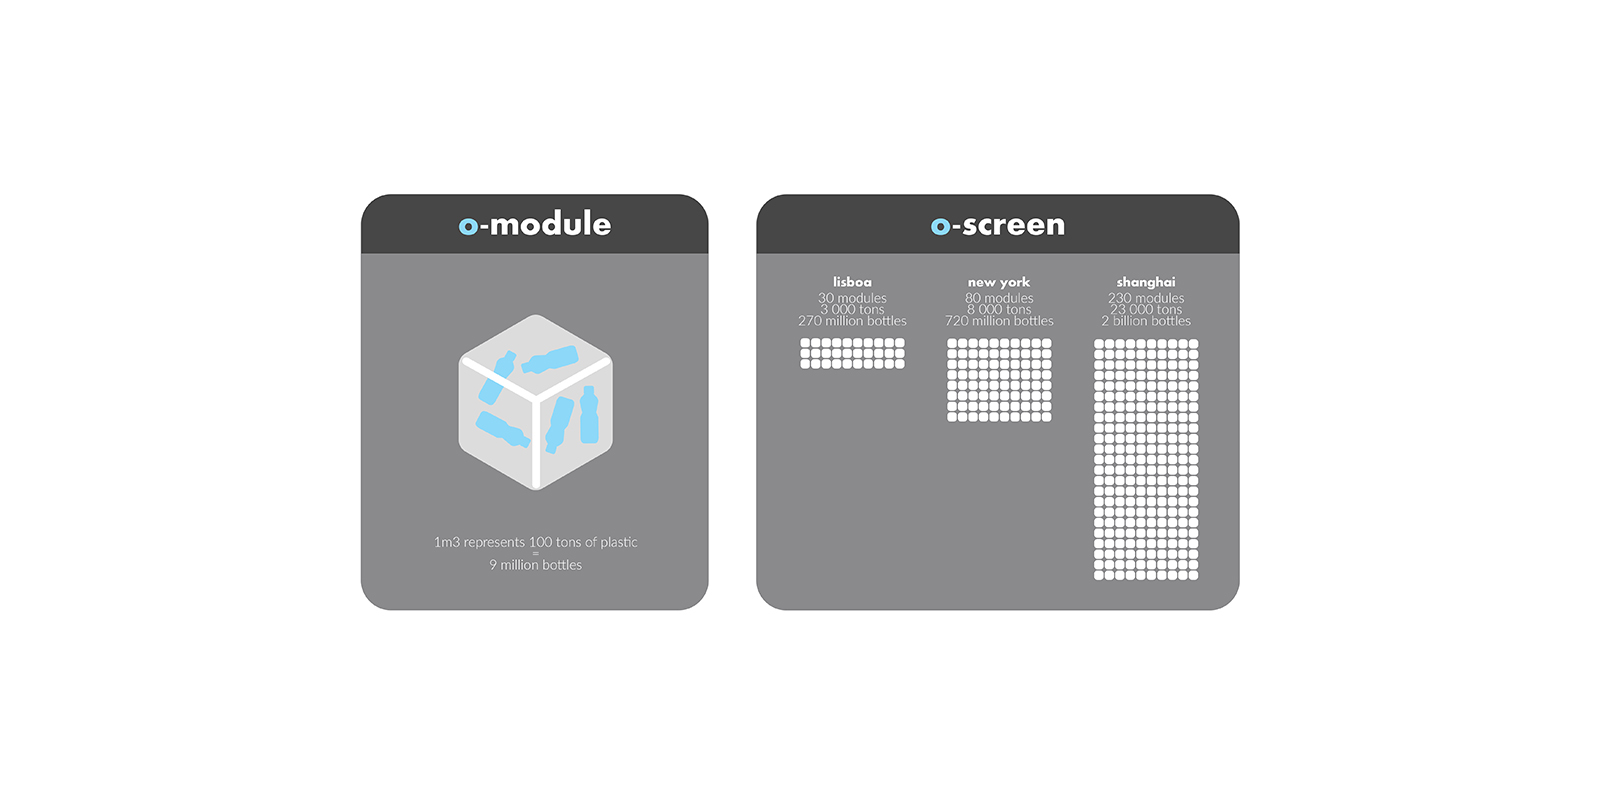 o-module
1m3 represents 100 tons of plastic
=
9 million bottles
o-screen
lisboa
30 modules
3 000 tons
270 million bottles
new york
80 modules
8 000 tons
720 million bottles
shanghai
230 modules
23 000 tons
2 billion bottles